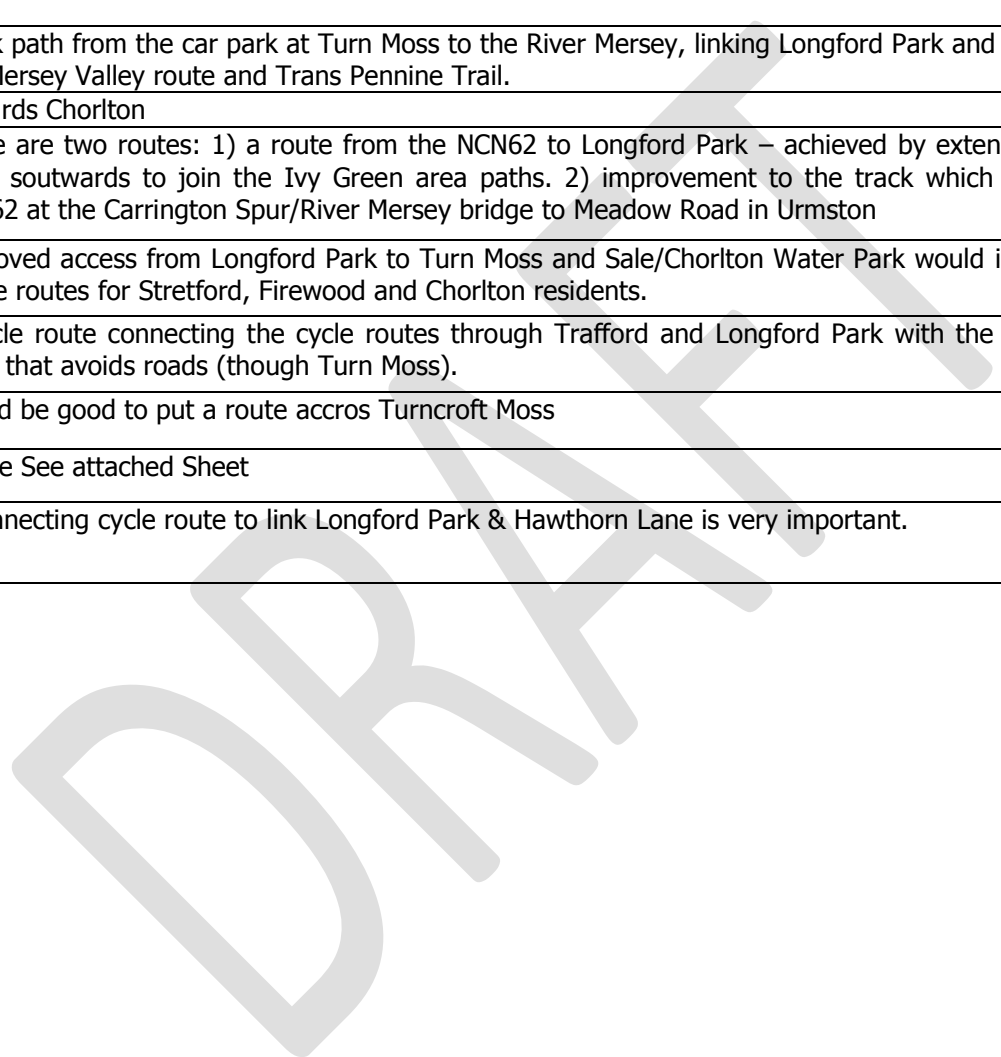 k path from the car park at Turn Moss to the River Mersey, linking Longford Park and
Mersey Valley route and Trans Pennine Trail.
rds Chorlton
e are two routes: 1) a route from the NCN62 to Longford Park – achieved by exten
soutwards to join the Ivy Green area paths. 2) improvement to the track which
62 at the Carrington Spur/River Mersey bridge to Meadow Road in Urmston
oved access from Longford Park to Turn Moss and Sale/Chorlton Water Park would i
e routes for Stretford, Firewood and Chorlton residents.
cle route connecting the cycle routes through Trafford and Longford Park with the
that avoids roads (though Turn Moss).
d be good to put a route accros Turncroft Moss
e See attached Sheet
nnecting cycle route to link Longford Park & Hawthorn Lane is very important.
DRAFT